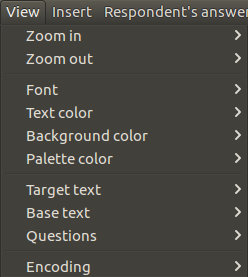 View Insert Respondent's answer
Zoom in
Zoom out
Font
Text color
Background color
Palette color
Target text
Base text
Questions
Encoding